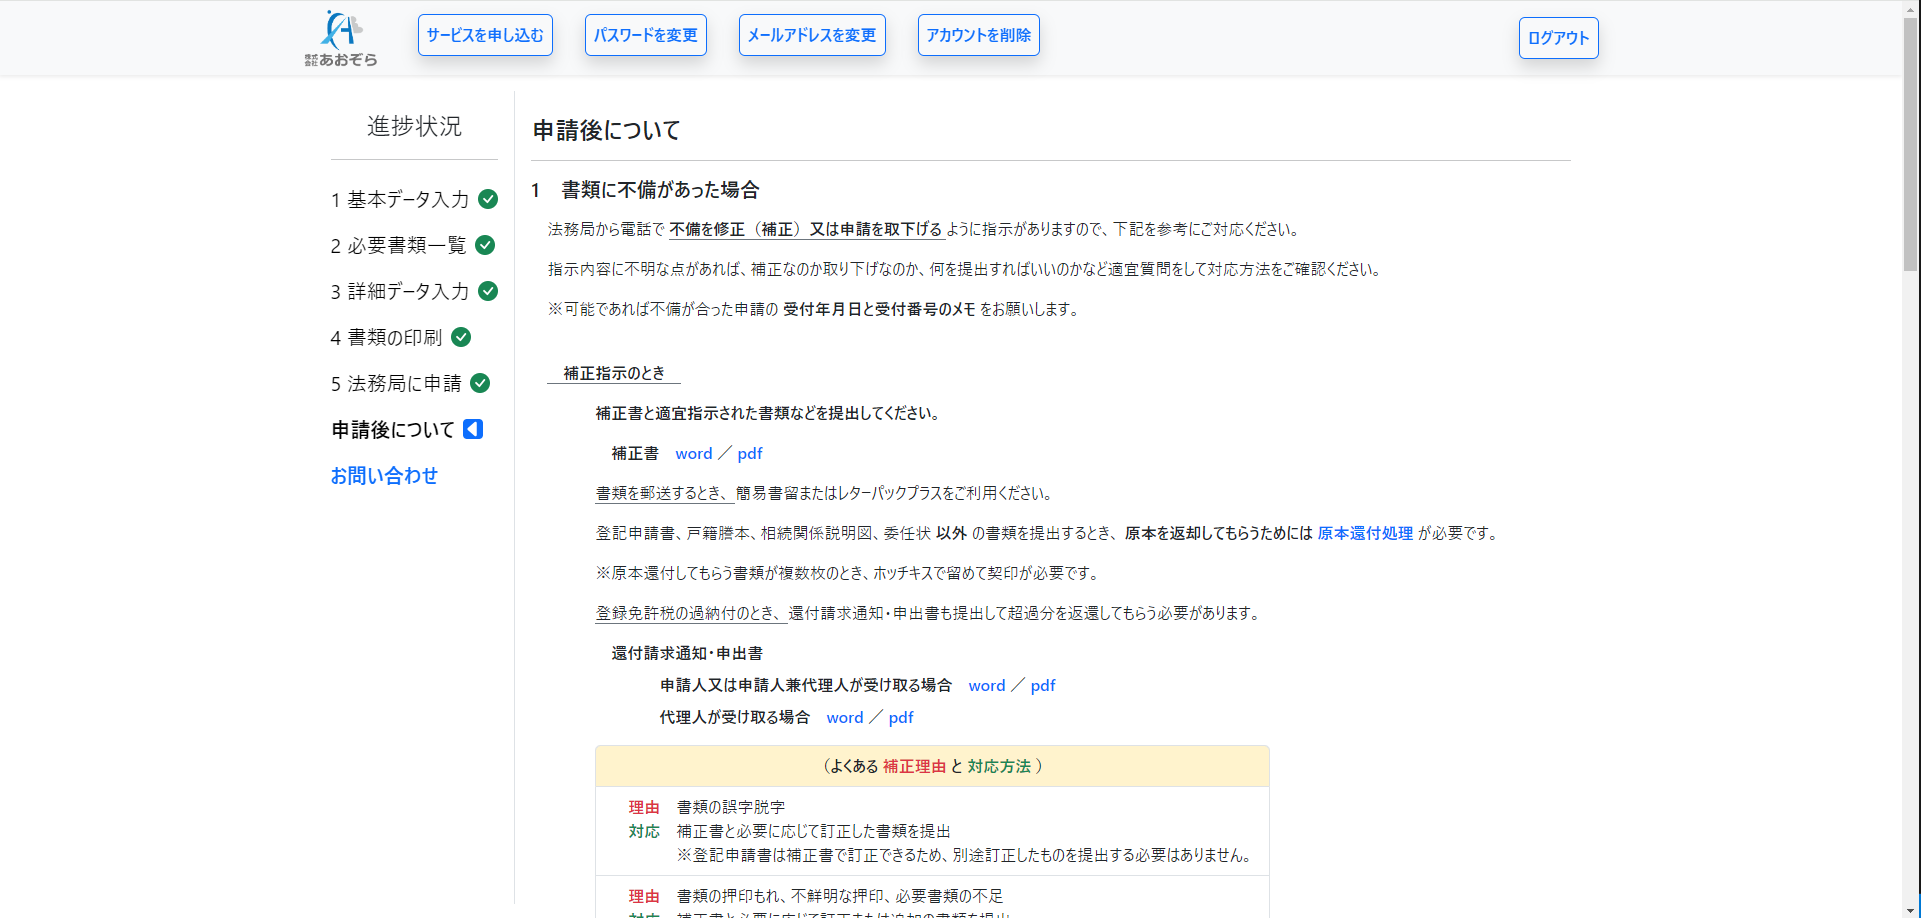 株式会社あおぞら
サービスを申し込む
パスワードを変更
メールアドレスを変更
アカウントを削除
ログアウト
進捗状況
1 基本データ入力
2 必要書類一覧
3 詳細データ入力
4 書類の印刷
5 法務局に申請
申請後について
お問い合わせ
申請後について
1　書類に不備があった場合
法務局から電話で 不備を修正（補正）又は申請を取下げる ように指示がありますので、下記を参考にご対応ください。
指示内容に不明な点があれば、補正なのか取り下げなのか、何を提出すればいいのかなど適宜質問をして対応方法をご確認ください。
※可能であれば不備が合った申請の 受付年月日と受付番号のメモ をお願いします。
補正指示のとき
補正書と適宜指示された書類などを提出してください。
補正書　word ／ pdf
書類を郵送するとき、簡易書留またはレターパックプラスをご利用ください。
登記申請書、戸籍謄本、相続関係説明図、委任状 以外 の書類を提出するとき、原本を返却してもらうためには 原本還付処理 が必要です。
※原本還付してもらう書類が複数枚のとき、ホッチキスで留めて契印が必要です。
登録免許税の過納付のとき、還付請求通知・申出書も提出して超過分を返還してもらう必要があります。
還付請求通知・申出書
申請人又は申請人兼代理人が受け取る場合　word ／ pdf
代理人が受け取る場合　word ／ pdf
（よくある 補正理由 と 対応方法 ）
理由　書類の誤字脱字
対応　補正書と必要に応じて訂正した書類を提出
※登記申請書は補正書で訂正できるため、別途訂正したものを提出する必要はありません。
理由　書類の押印もれ、不鮮明な押印、必要書類の不足
対応　補正書と必要に応じて訂正または追加の書類を提出